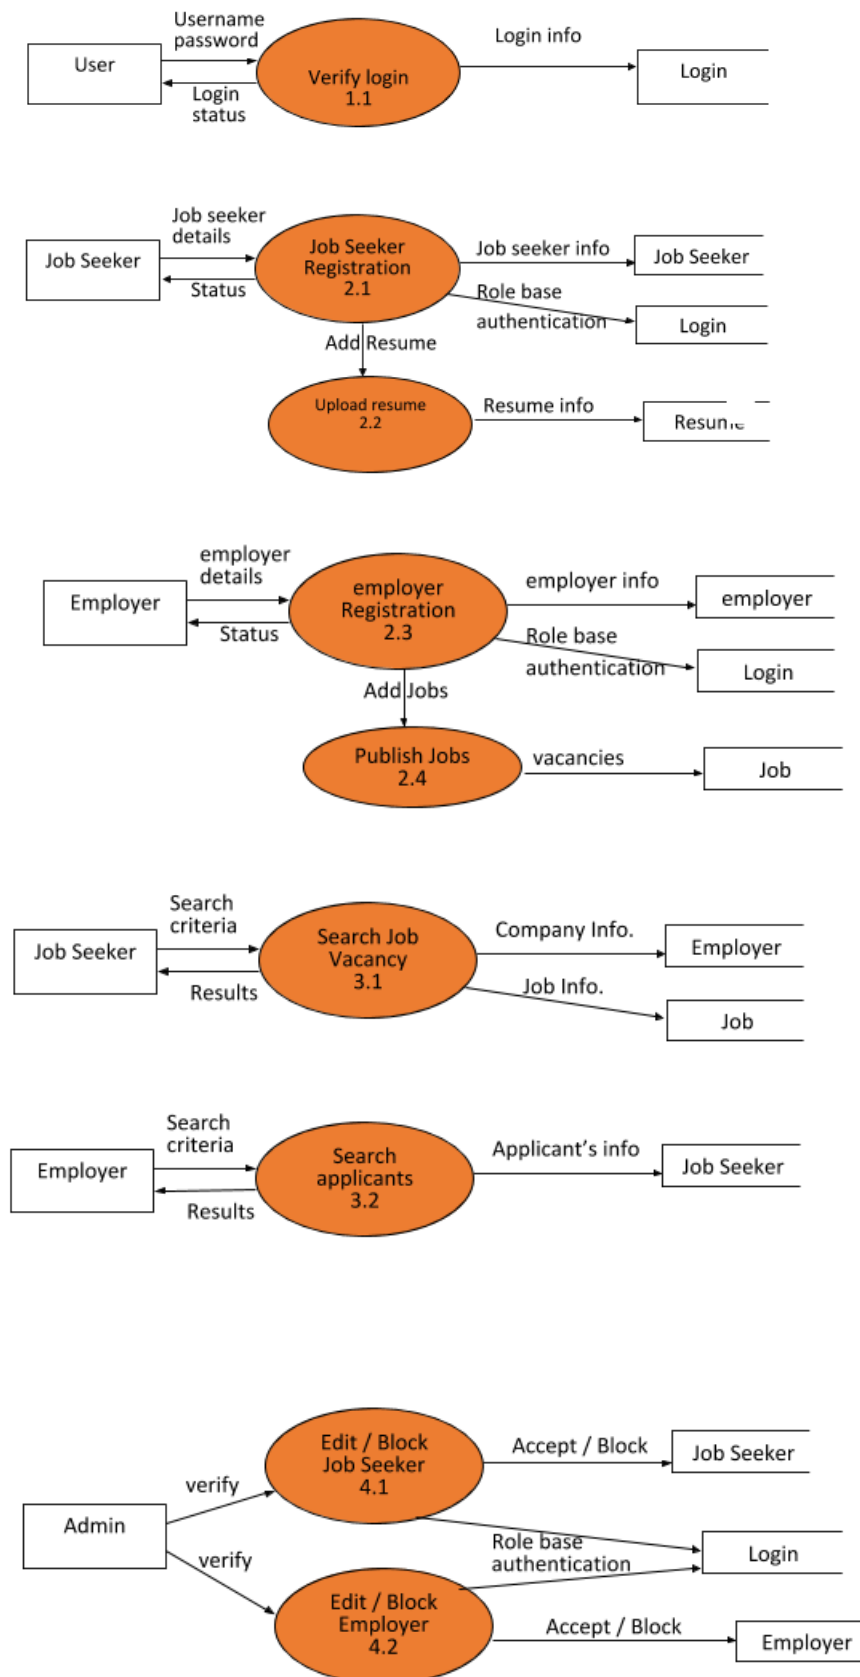 Username
password
Login info
User
Verify login
1.1
Login
Login
status
Job seeker
details
Job Seeker
Job Seeker
Registration
2.1
Job seeker info
Job Seeker
Status
Role base
authentication
Login
Add Resume
Upload resume
2.2
Resume info
Resume
employer
details
Employer
employer
Registration
2.3
employer info
employer
Status
Role base
authentication
Login
Add Jobs
Publish Jobs
2.4
vacancies
Job
Search
criteria
Job Seeker
Search Job
Vacancy
3.1
Company Info.
Employer
Results
Job Info.
Job
Search
criteria
Employer
Search
applicants
3.2
Applicant’s info
Job Seeker
Results
Edit / Block
Job Seeker
4.1
Accept / Block
Job Seeker
verify
Admin
Role base
authentication
Login
verify
Edit / Block
Employer
4.2
Accept / Block
Employer